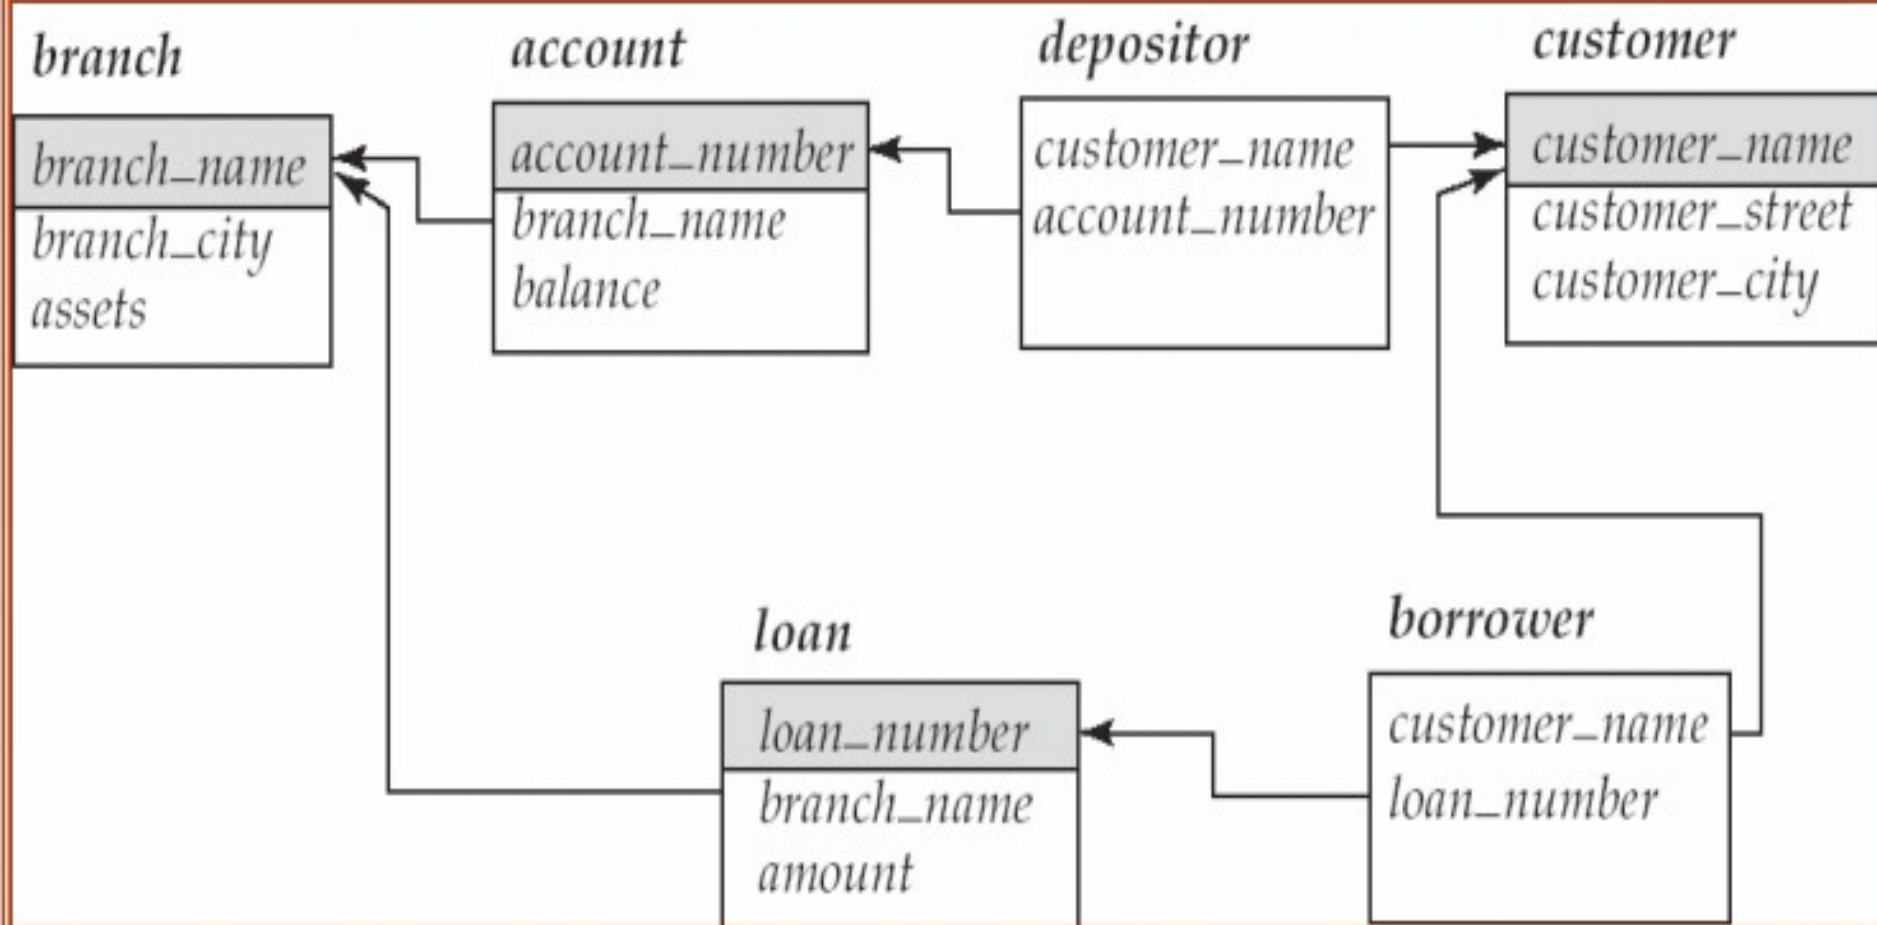 branch
branch_name
branch_city
assets
account
account_number
branch_name
balance
depositor
customer_name
account_number
customer
customer_name
customer_street
customer_city
loan
loan_number
branch_name
amount
borrower
customer_name
loan_number